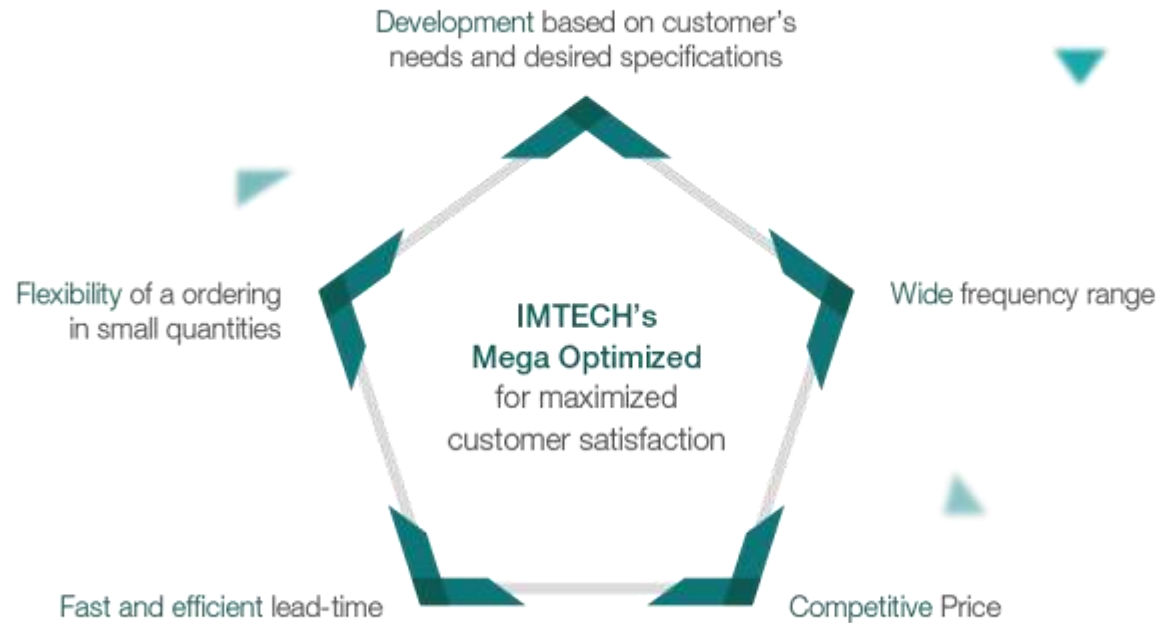 Development based on customer's
needs and desired specifications
Flexibility of a ordering
in small quantities
Wide frequency range
IMTECH's
Mega Optimized
for maximized
customer satisfaction
Fast and efficient lead-time
Competitive Price